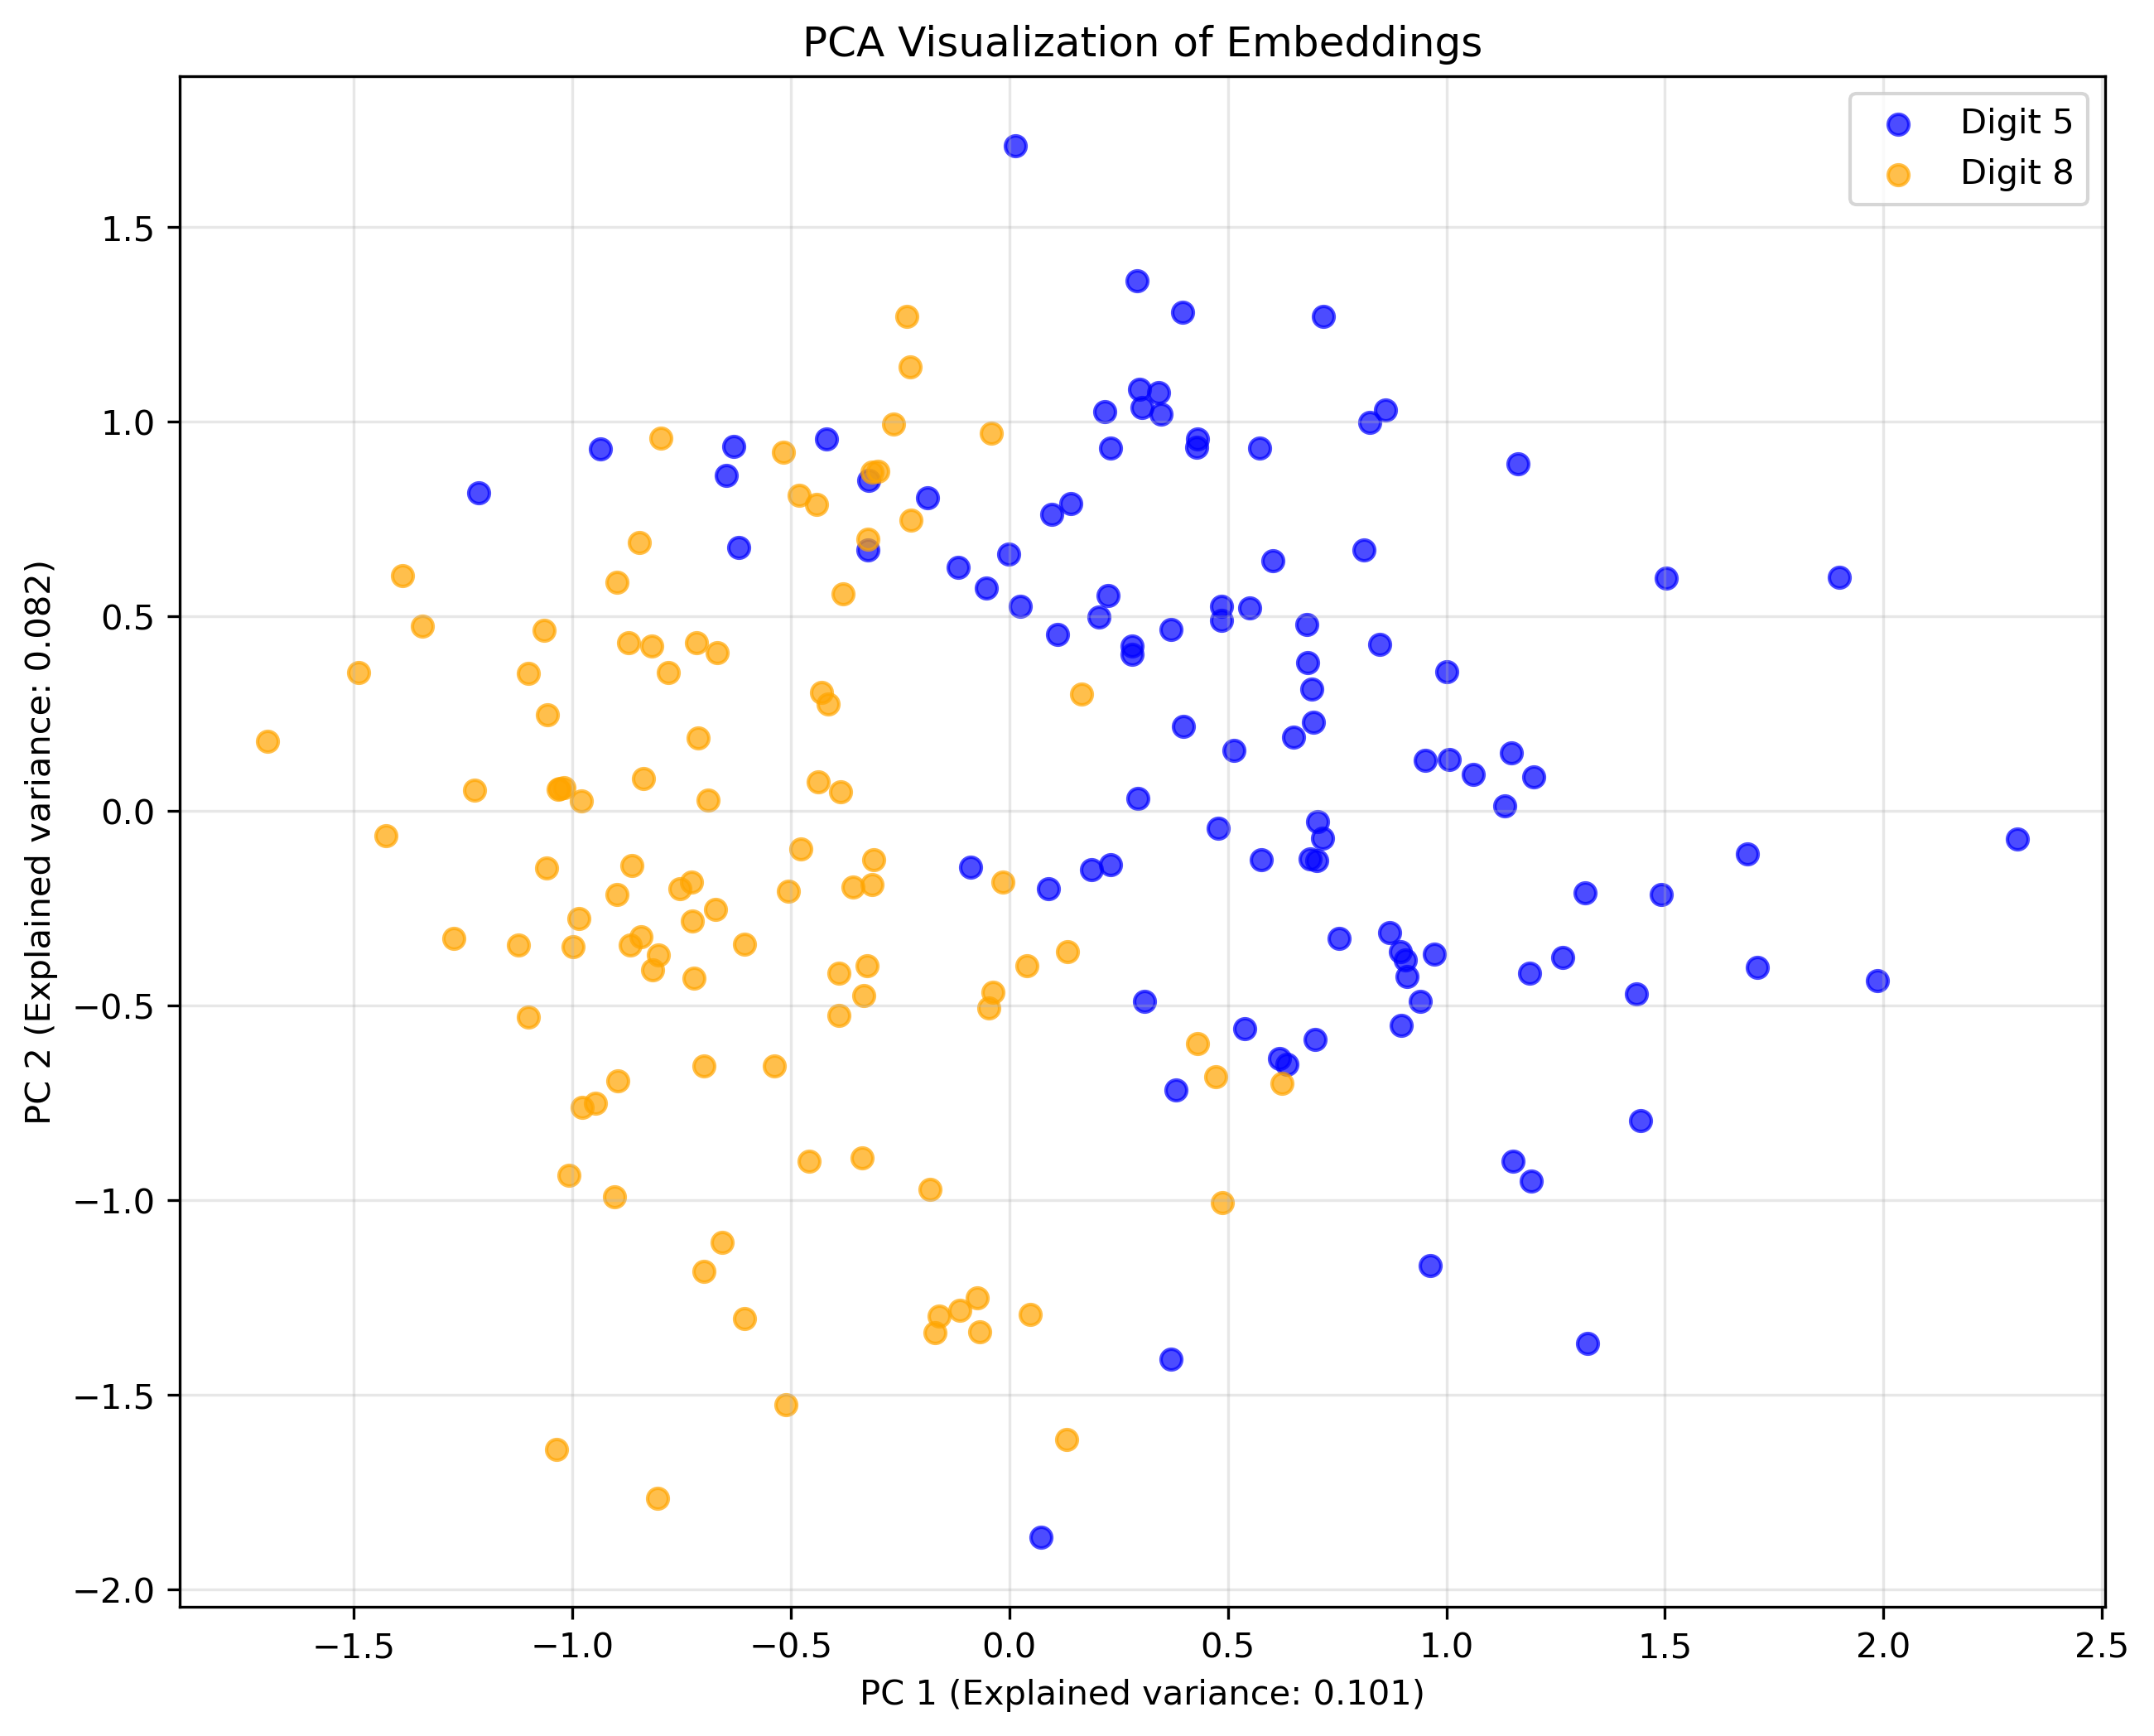 PCA Visualization of Embeddings
Digit 5
Digit 8
1.5
1.0
0.5
0.0
−0.5
−1.0
−1.5
−2.0
PC 2 (Explained variance: 0.082)
−1.5 −1.0 −0.5 0.0 0.5 1.0 1.5 2.0 2.5
PC 1 (Explained variance: 0.101)